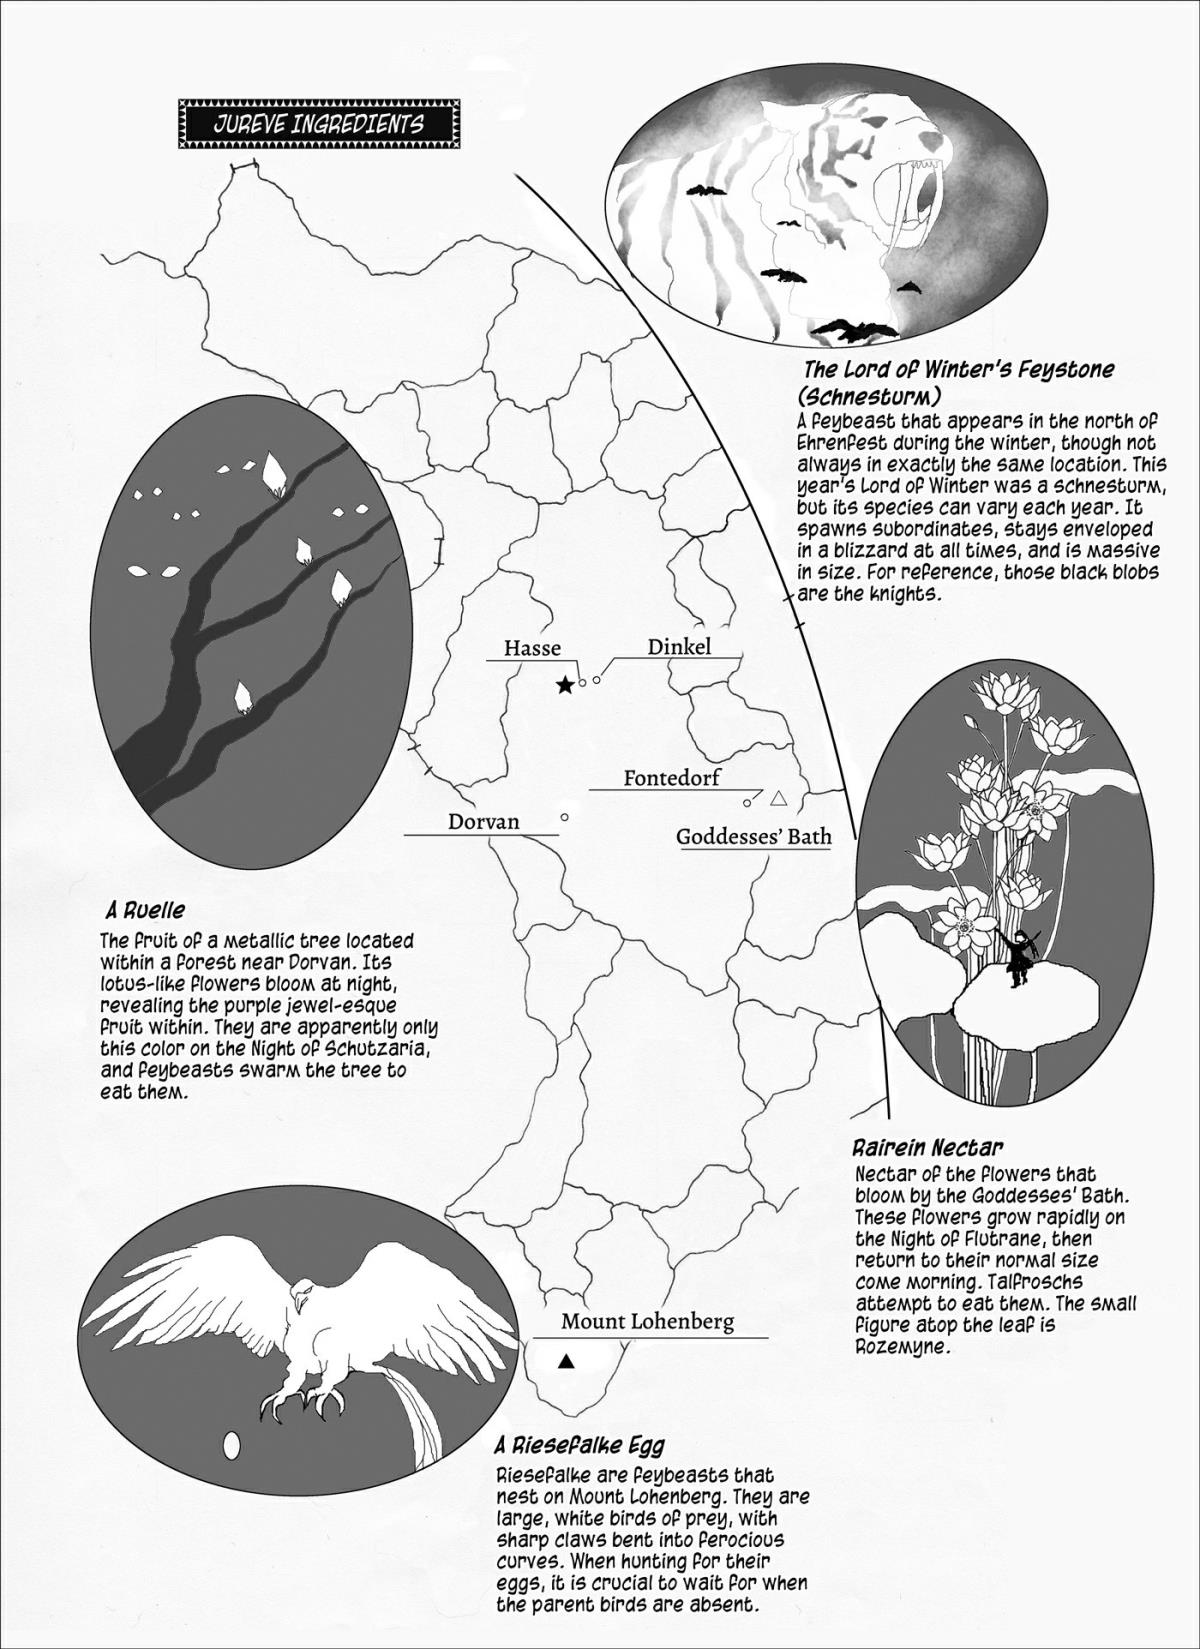 JUREVE INGREDIENTS
The Lord of Winter's Feystone
(Schnesturm)
A feybeast that appears in the north of
Ehrenfest during the winter, though not
always in exactly the same location. This
year's Lord of Winter was a schnesturm,
but its species can vary each year. It
spawns subordinates, stays enveloped
in a blizzard at all times, and is massive
in size. For reference, those black blobs
are the knights.
Hasse
Dinkel
Fontedorf
Dorvan
Goddesses' Bath
A Ruelle
The fruit of a metallic tree located
within a forest near Dorvan. Its
lotus-like flowers bloom at night,
revealing the purple jewel-esque
fruit within. They are apparently only
this color on the Night of Schutzaria,
and feybeasts swarm the tree to
eat them.
Rairein Nectar
Nectar of the flowers that
bloom by the Goddesses' Bath.
These flowers grow rapidly on
the Night of Flutrane, then
return to their normal size
come morning. Talfroschs
attempt to eat them. The small
figure atop the leaf is
Rozemyne.
Mount Lohenberg
A Riesefalke Egg
Riesefalke are feybeasts that
nest on Mount Lohenberg. They are
large, white birds of prey, with
sharp claws bent into ferocious
curves. When hunting for their
eggs, it is crucial to wait for when
the parent birds are absent.